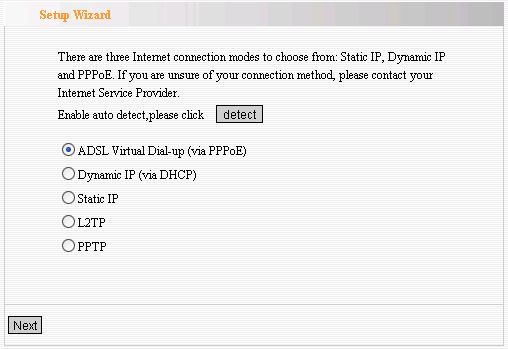 Setup Wizard
There are three Internet connection modes to choose from: Static IP, Dynamic IP
and PPPoE. If you are unsure of your connection method, please contact your
Internet Service Provider.
Enable auto detect,please click detect
ADSL Virtual Dial-up (via PPPoE)
Dynamic IP (via DHCP)
Static IP
L2TP
PPTP
Next